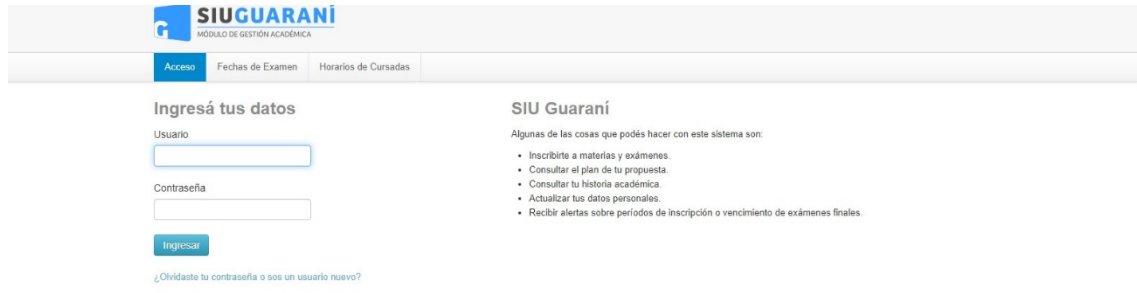 SIUGUARANÍ
G
MÓDULO DE GESTIÓN ACADÉMICA
Acceso Fechas de Examen Horarios de Cursadas
Ingresá tus datos
Usuario
Contraseña
Ingresar
¿Olvidaste tu contraseña o sos un usuario nuevo?
SIU Guaraní
Algunas de las cosas que podés hacer con este sistema son:
• Inscribirte a materias y exámenes.
• Consultar el plan de tu propuesta.
• Consultar tu historia académica.
• Actualizar tus datos personales.
• Recibir alertas sobre períodos de inscripción o vencimiento de exámenes finales.